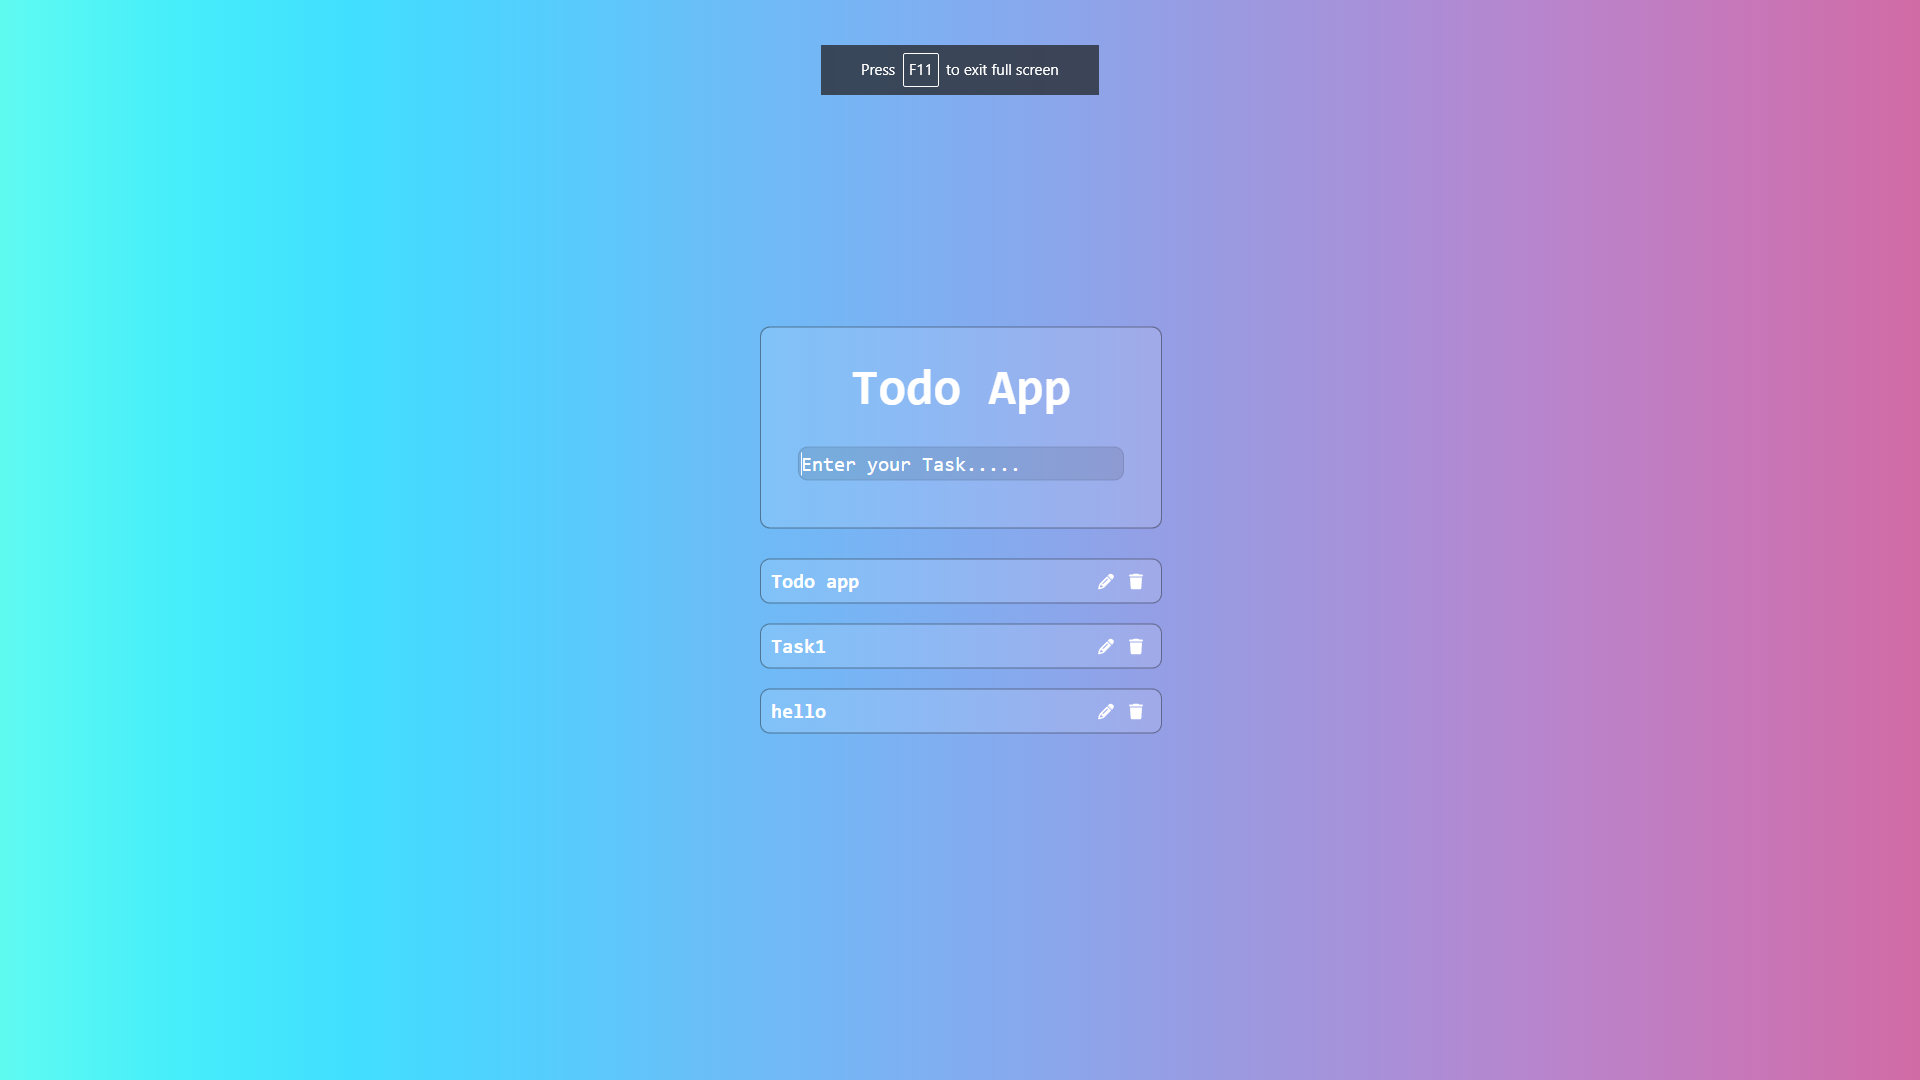 Press F11 to exit full screen
Todo App
Enter your Task.....
Todo app
Task1
hello